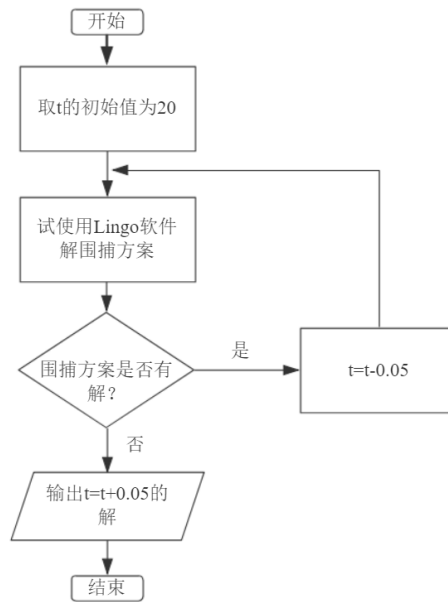 开始
取t的初始值为20
试使用Lingo软件
解围捕方案
围捕方案是否有
解？
是
t=t-0.05
否
输出t=t+0.05的
解
结束